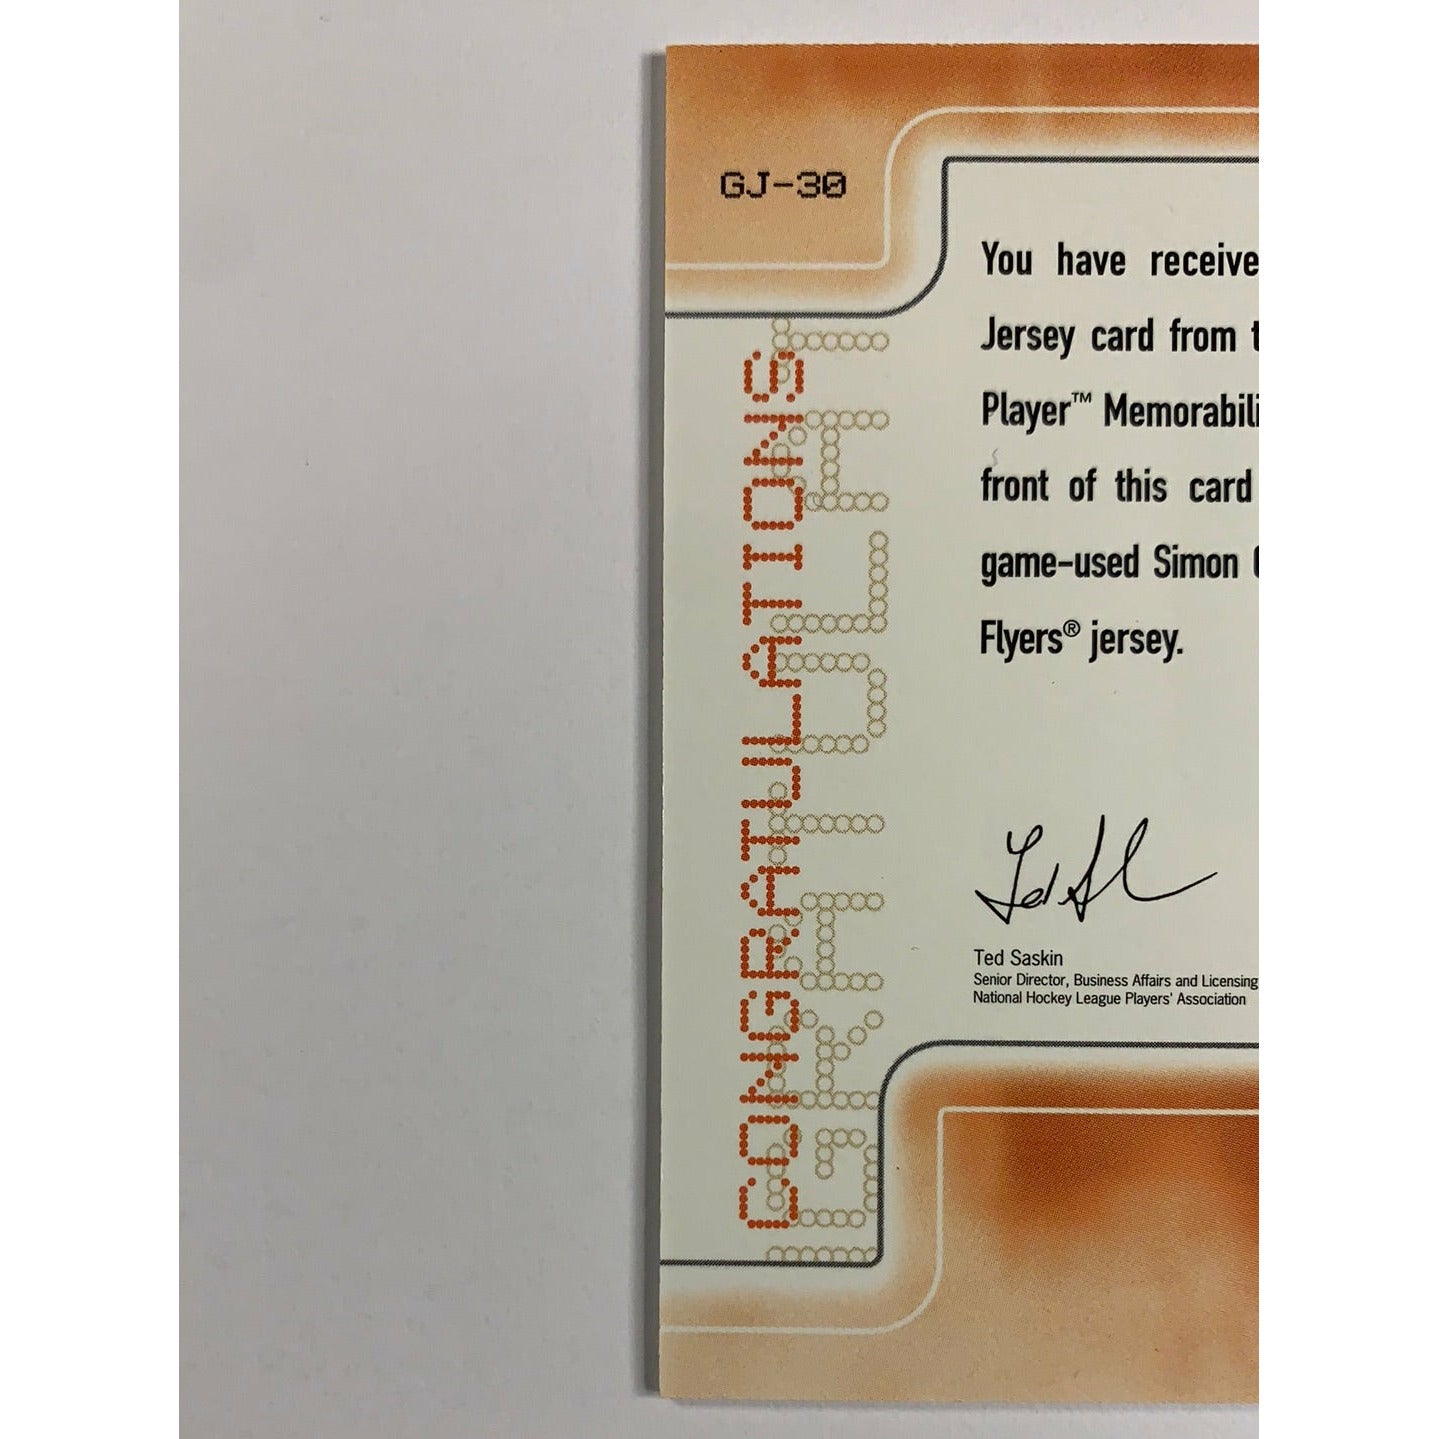 GJ-30
You have receive
Jersey card from t
Player™ Memorabili
front of this card
game-used Simon
Flyers® jersey.
CONGRATULATIONS
Ted Saskin
Senior Director, Business Affairs and Licensing
National Hockey League Players' Association